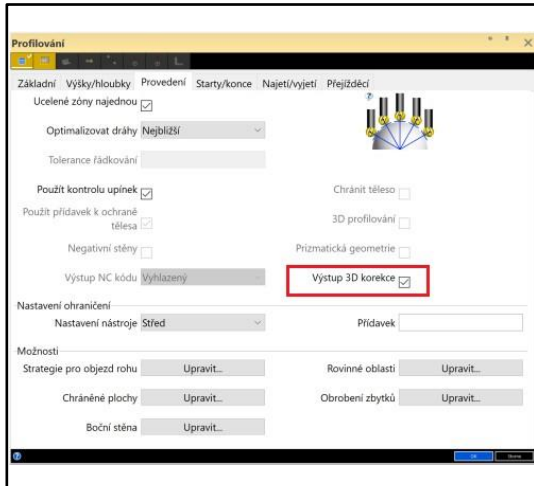 Profilování
Základní Výšky/hloubky Provedení Starty/konce Najetí/vyjetí Přejížděcí
Ucelené zóny najednou
Optimalizovat dráhy Nejbližší
Tolerance řádkování
Použít kontrolu upínek Chránit těleso
Použít přídavek k ochraně
tělesa
3D profilování
Negativní stěny Prizmatická geometrie
Výstup NC kódu Vyhlazený Výstup 3D korekce
Nastavení ohraničení
Nastavení nástroje Střed Přídavek
Možnosti
Strategie pro objezd rohu Upravit... Rovinné oblasti Upravit...
Chráněné plochy Upravit... Obrobení zbytků Upravit...
Boční stěna Upravit...
OK Storno